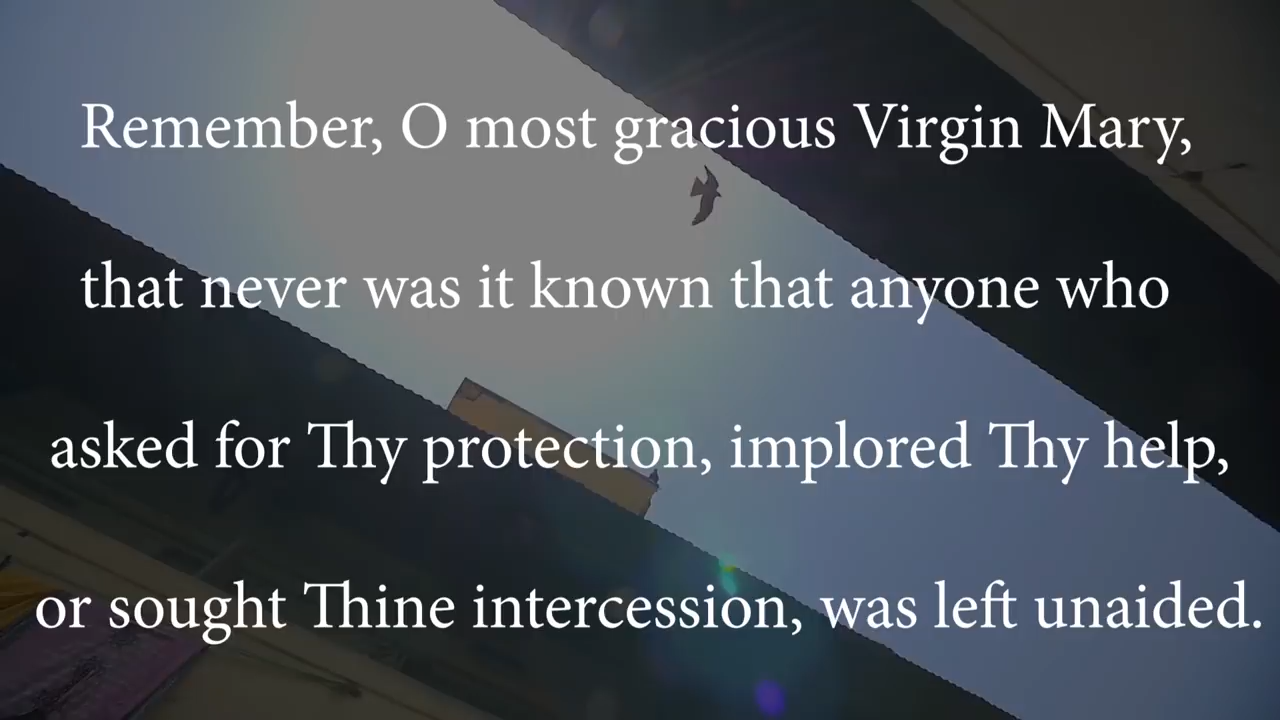 Remember, O most gracious Virgin Mary,
that never was it known that anyone who
asked for Thy protection, implored Thy help,
or sought Thine intercession, was left unaided.